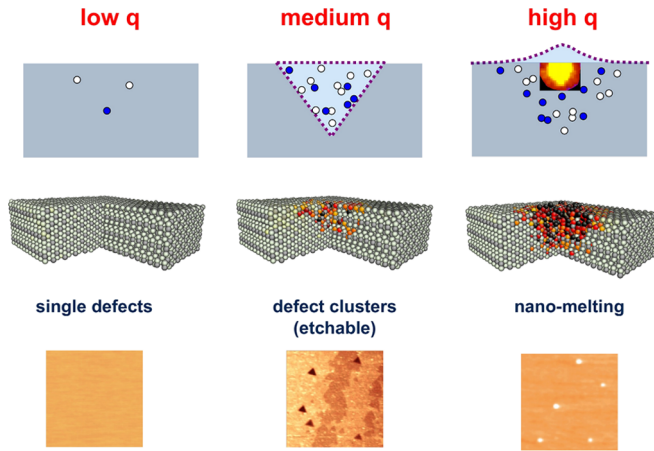 low q
medium q
high q
single defects
defect clusters
(etchable)
nano-melting